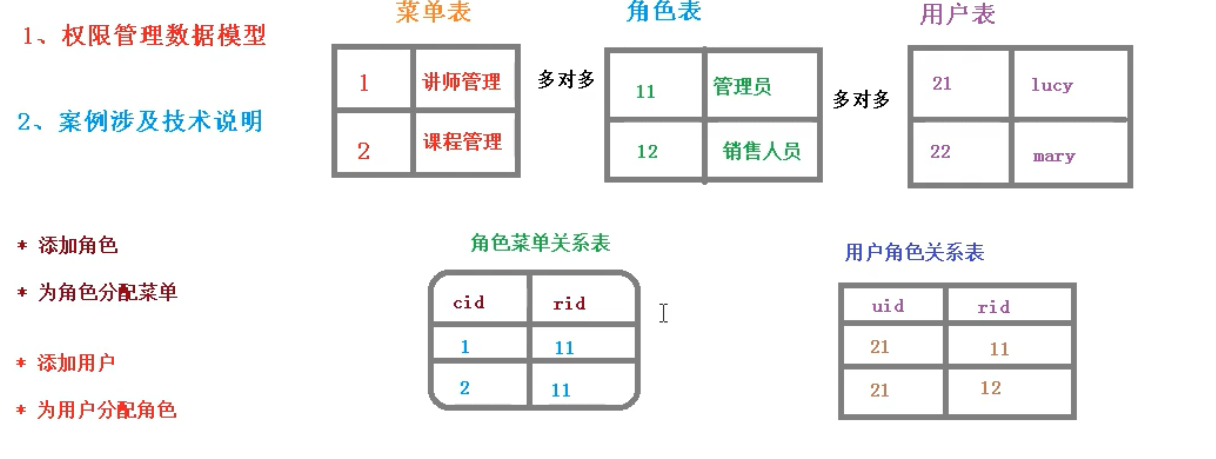 1、权限管理数据模型
2、案例涉及技术说明
* 添加角色
* 为角色分配菜单
* 添加用户
* 为用户分配角色
菜单表
1 讲师管理
2 课程管理
多对多
角色表
11 管理员
12 销售人员
多对多
用户表
21 lucy
22 mary
角色菜单关系表
cid rid
1 11
2 11
用户角色关系表
uid rid
21 11
21 12